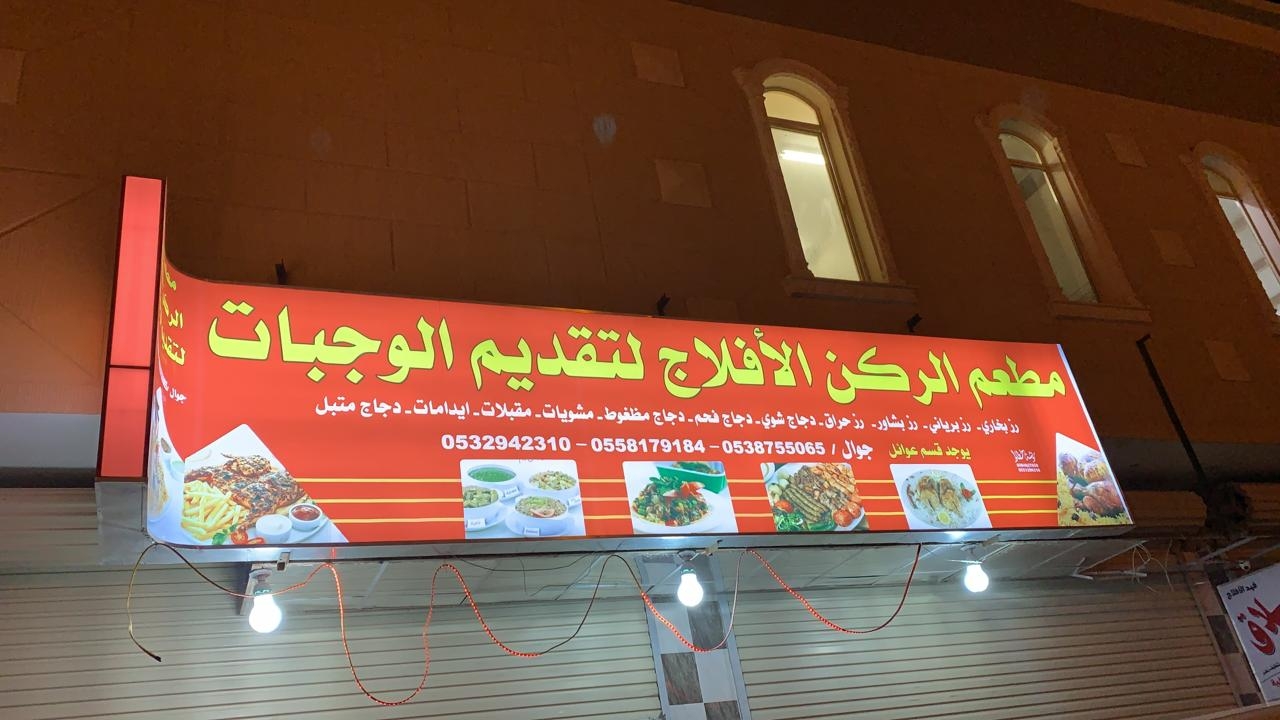 مطعم الركن الأفلاج لتقديم الوجبات
رز بخاري - رز برياني - رز بشاور - رز حراق - دجاج شوي - دجاج فحم - دجاج مظغوط - مشويات - مقبلات - ايدامات - دجاج متبل
يوجد قسم عوائل جوال / 0538755065 – 0558179184 – 0532942310
جوال